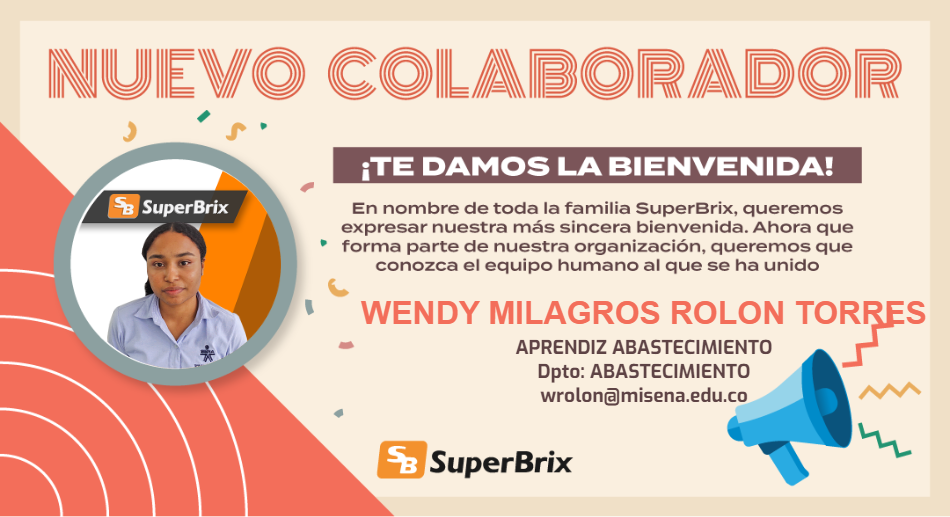 NUEVO COLABORADOR
¡TE DAMOS LA BIENVENIDA!
SB SuperBrix
En nombre de toda la familia SuperBrix, queremos
expresar nuestra más sincera bienvenida. Ahora que
forma parte de nuestra organización, queremos que
conozca el equipo humano al que se ha unido
WENDY MILAGROS ROLON TORRES
APRENDIZ ABASTECIMIENTO
Dpto: ABASTECIMIENTO
wrolon@misena.edu.co
SENA
SB SuperBrix